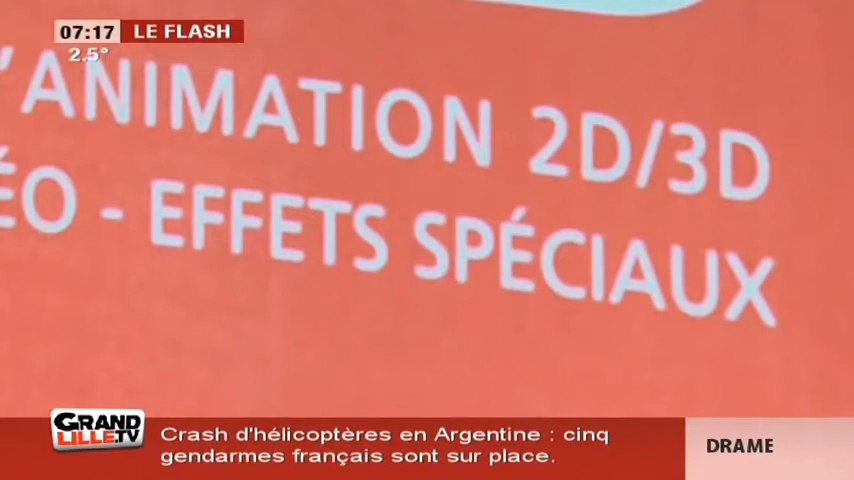 07:17 LE FLASH
2.5°
'ANIMATION 2D/3D
ÉO - EFFETS SPÉCIAUX
GRAND
LILLE.TV
Crash d'hélicoptères en Argentine : cinq
gendarmes français sont sur place.
DRAME